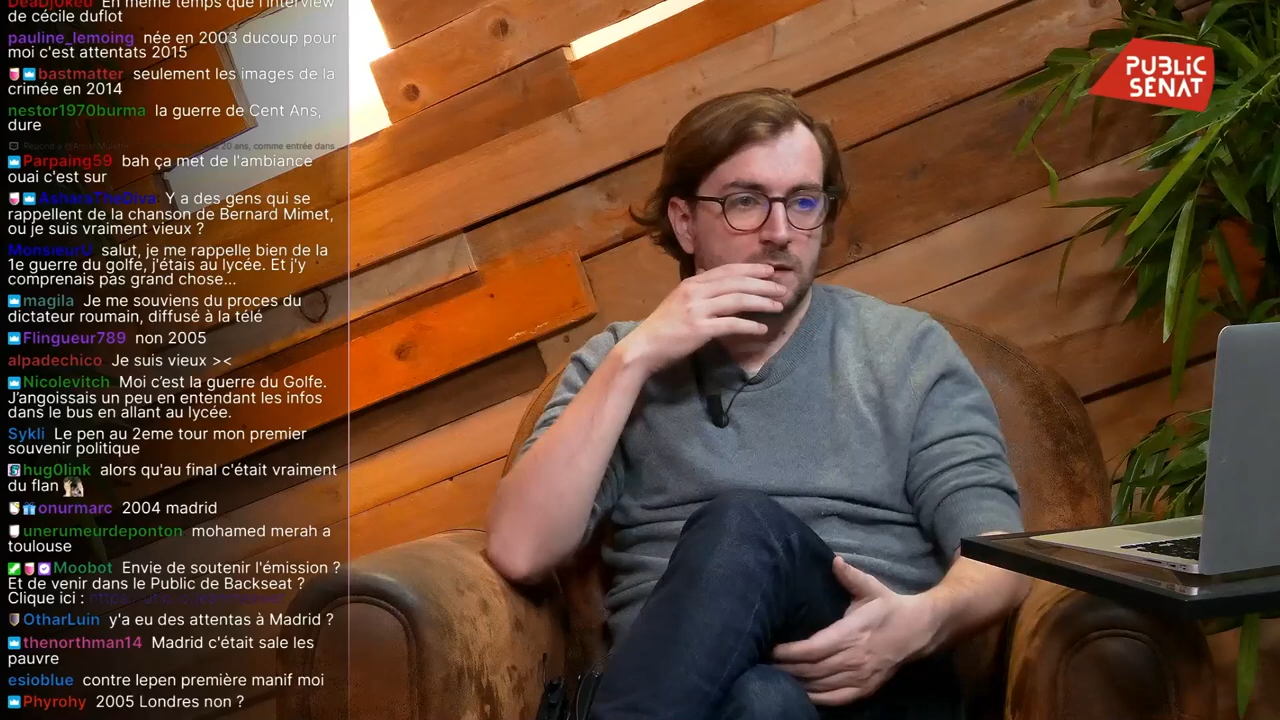 DeaDjOkeu En même temps que l'interview
de cécile duflot
pauline_lemoing née en 2003 ducoup pour
moi c'est attentats 2015
bastmatter seulement les images de la
crimée en 2014
nestor1970burma la guerre de Cent Ans,
dure
20 ans, comme entrée dans
Parpaing59 bah ça met de l'ambiance
ouai c'est sur
AsharaTheDiva Y a des gens qui se
rappellent de la chanson de Bernard Mimet,
ou je suis vraiment vieux ?
MonsieurU salut, je me rappelle bien de la
1e guerre du golfe, j'étais au lycée. Et j'y
comprenais pas grand chose...
magila Je me souviens du proces du
dictateur roumain, diffusé à la télé
Flingueur789 non 2005
alpadechico Je suis vieux ><
Nicolevitch Moi c'est la guerre du Golfe.
J'angoissais un peu en entendant les infos
dans le bus en allant au lycée.
Sykli Le pen au 2eme tour mon premier
souvenir politique
hug0link alors qu'au final c'était vraiment
du flan
onurmarc 2004 madrid
unerumeurdeponton mohamed merah a
toulouse
Moobot Envie de soutenir l'émission ?
Et de venir dans le Public de Backseat ?
Clique ici :
OtharLuin y'a eu des attentas à Madrid ?
thenorthman14 Madrid c'était sale les
pauvre
esioblue contre lepen première manif moi
Phyrohy 2005 Londres non ?
PUBLIC
SÉNAT